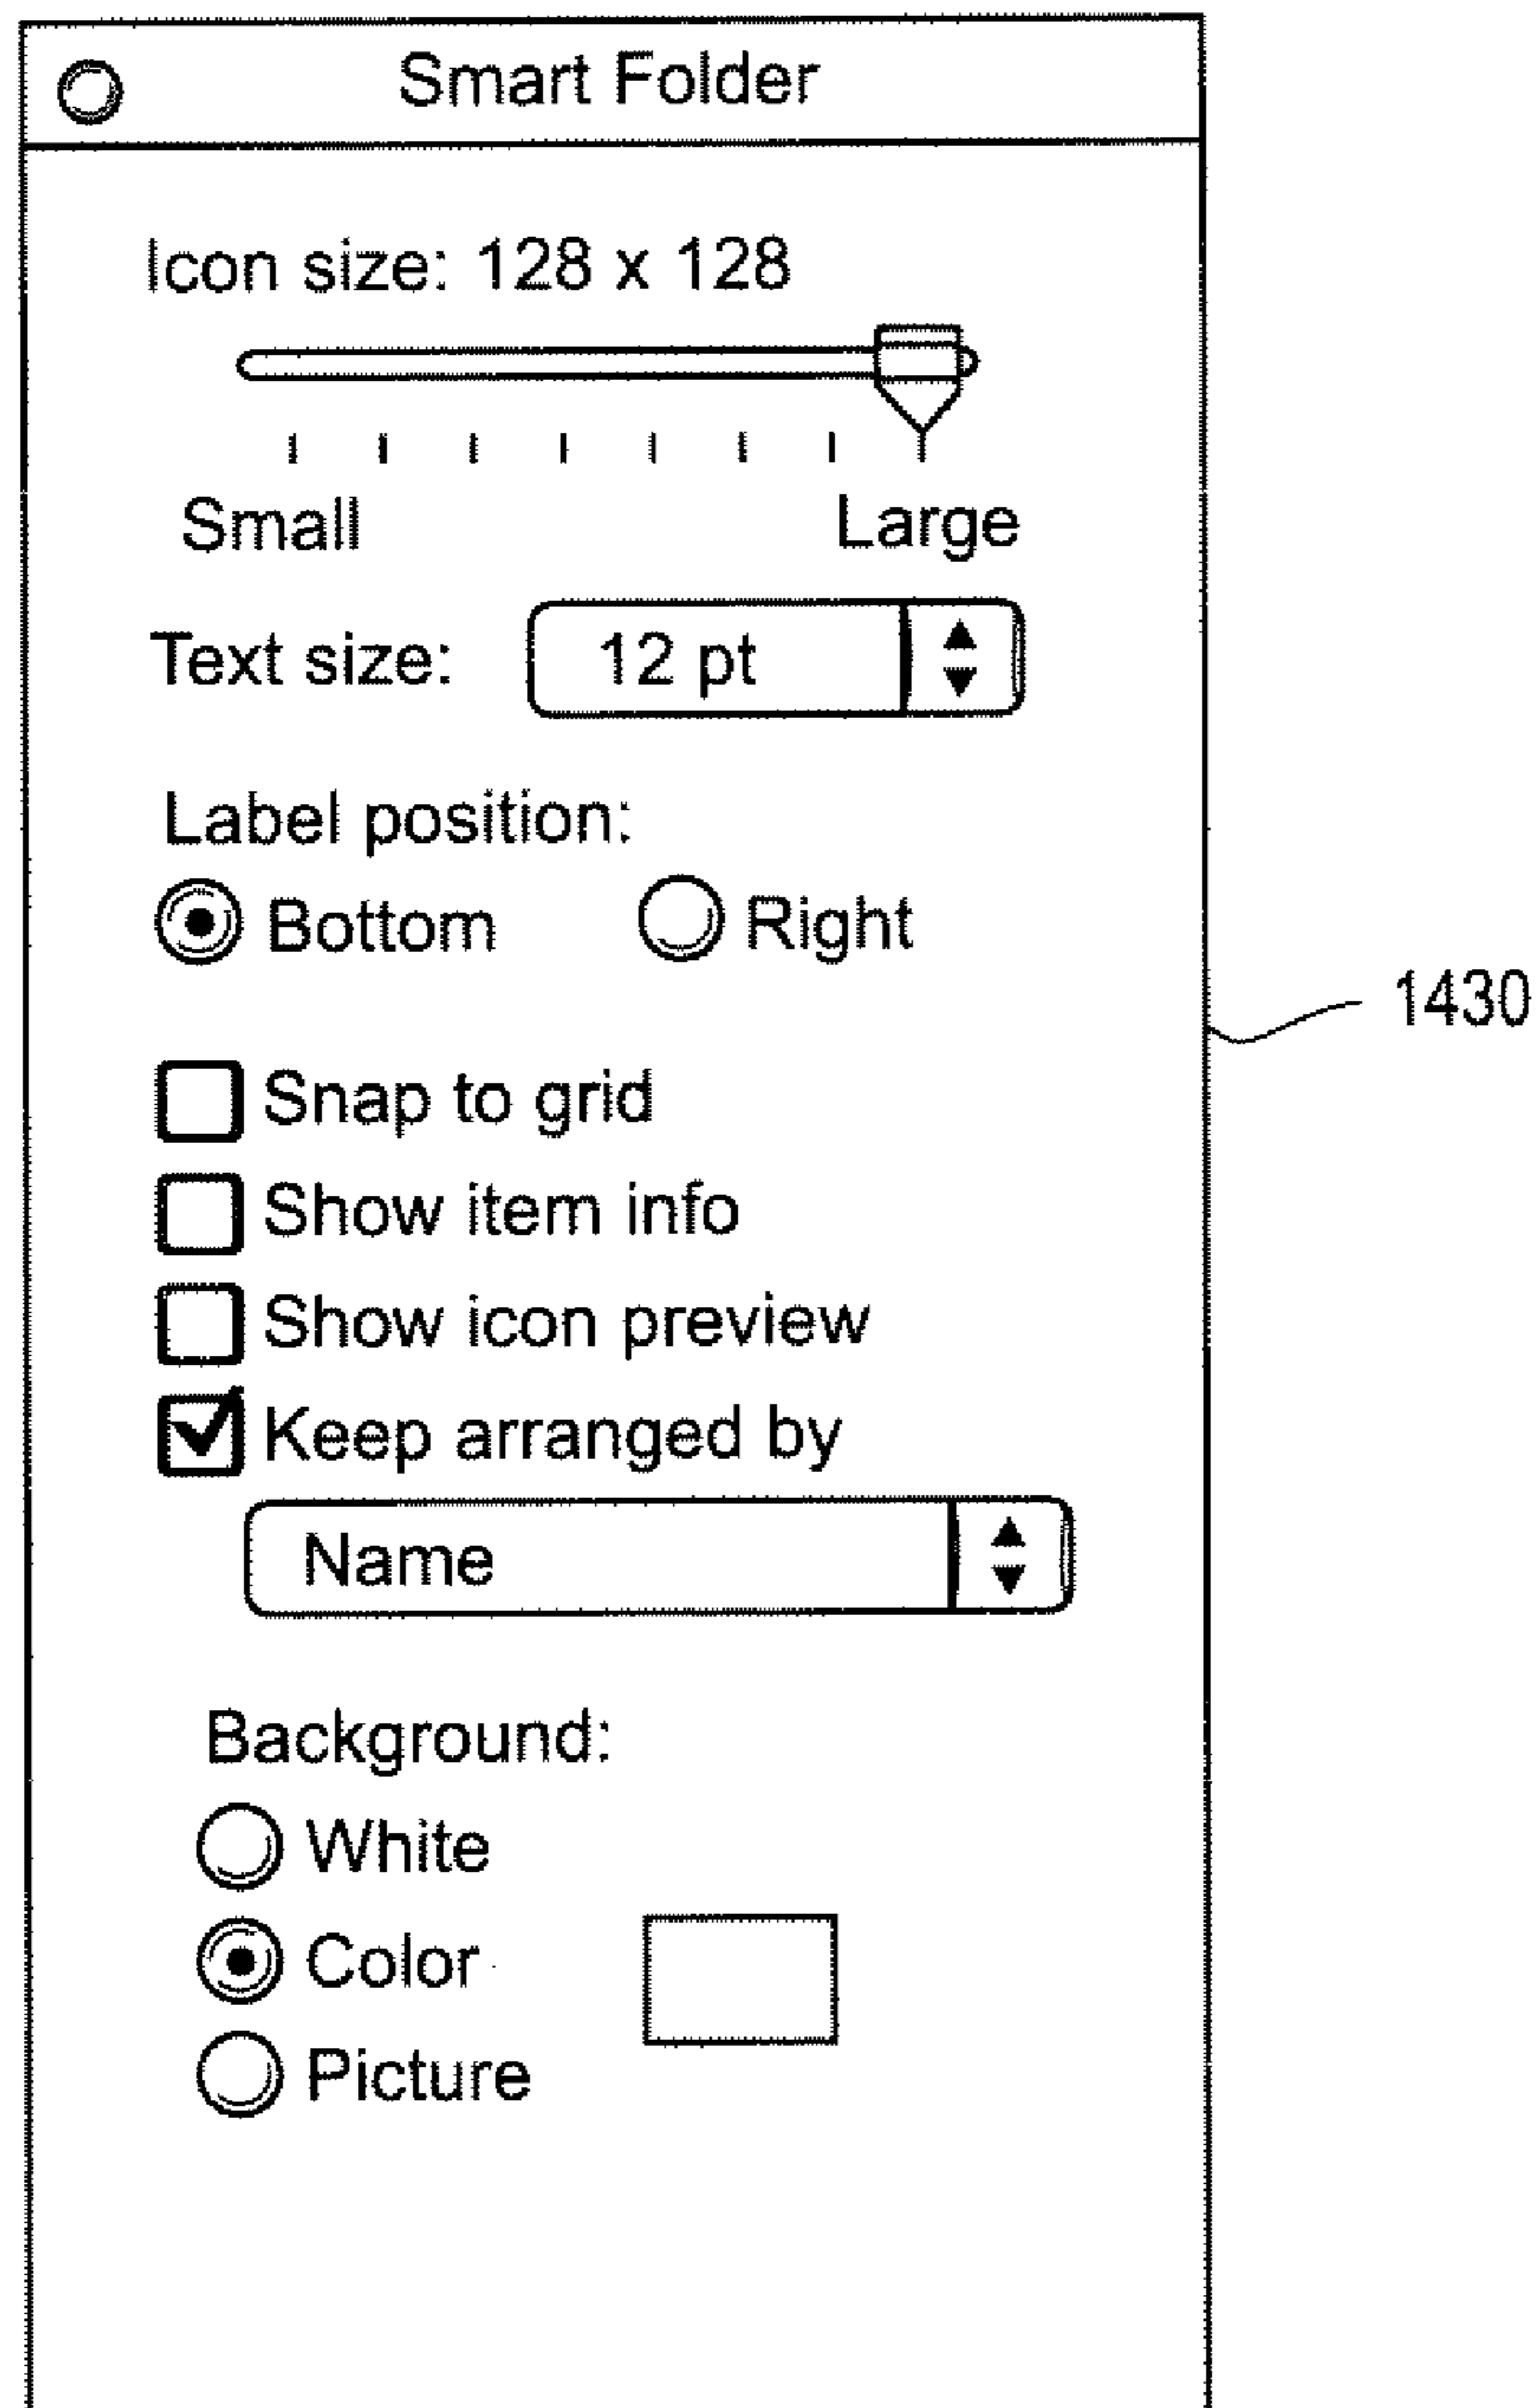 Smart Folder
Icon size: 128 x 128
Small Large
Text size: 12 pt
Label position:
Bottom Right
1430
Snap to grid
Show item info
Show icon preview
Keep arranged by
Name
Background:
White
Color
Picture